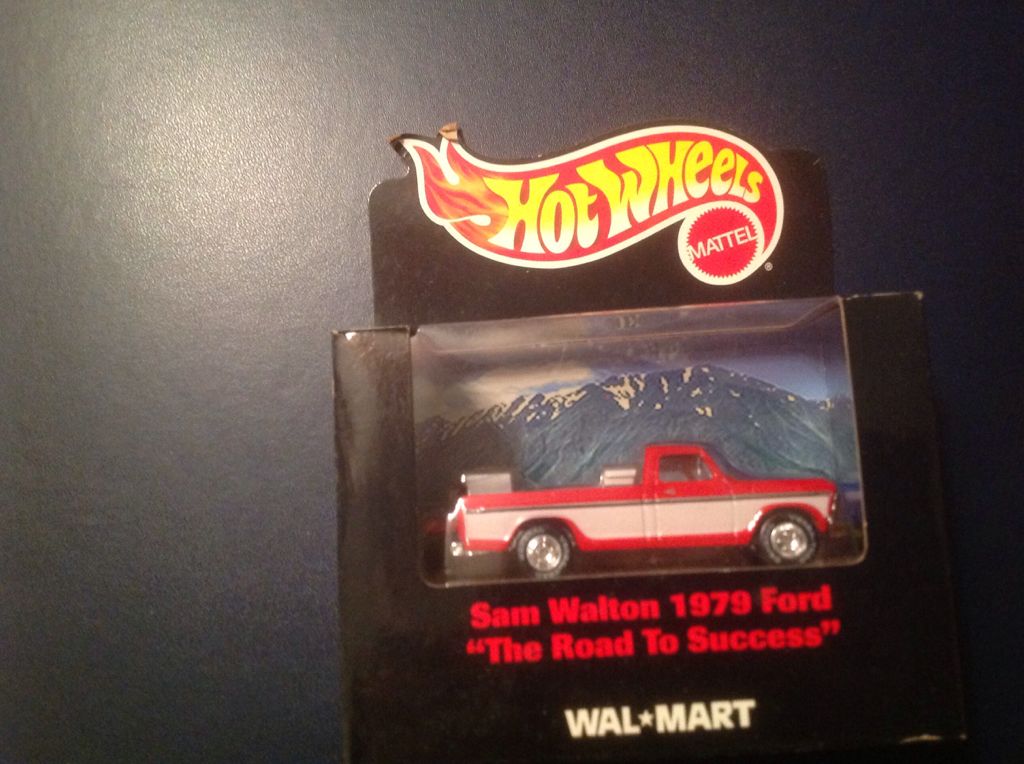 HOT WHEELS
MATTEL
®
Sam Walton 1979 Ford
“The Road To Success”
WAL★MART